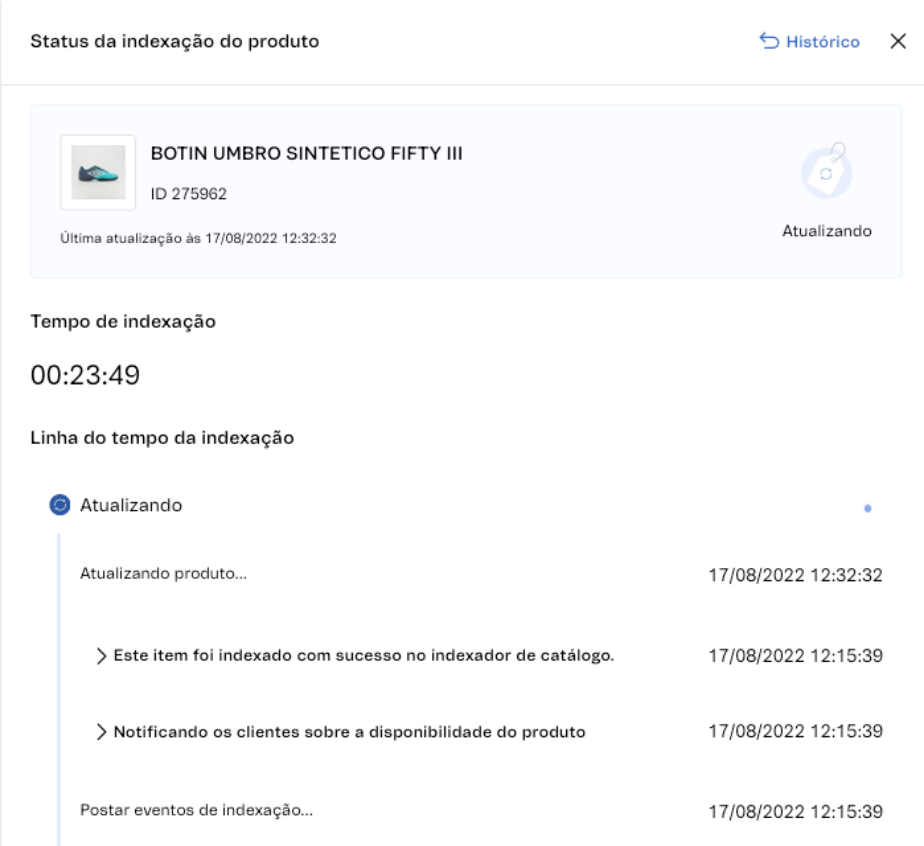 Status da indexação do produto
Histórico
BOTIN UMBRO SINTETICO FIFTY III
ID 275962
Última atualização às 17/08/2022 12:32:32
Atualizando
Tempo de indexação
00:23:49
Linha do tempo da indexação
Atualizando
Atualizando produto... 17/08/2022 12:32:32
Este item foi indexado com sucesso no indexador de catálogo. 17/08/2022 12:15:39
Notificando os clientes sobre a disponibilidade do produto 17/08/2022 12:15:39
Postar eventos de indexação... 17/08/2022 12:15:39